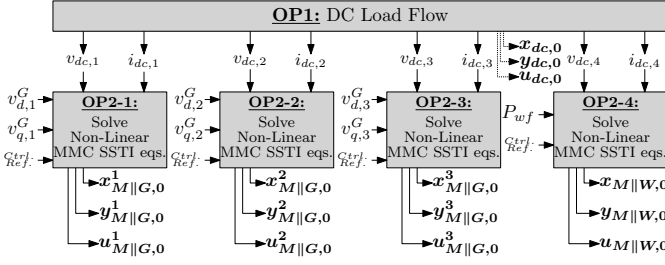 OP1: DC Load Flow
v_{dc,1} i_{dc,1} v_{dc,2} i_{dc,2} v_{dc,3} i_{dc,3} x_{dc,0} v_{dc,4} i_{dc,4}
y_{dc,0}
u_{dc,0}
v^G_{d,1} OP2-1: v^G_{d,2} OP2-2: v^G_{d,3} OP2-3: P_{wf} OP2-4:
Solve Solve Solve Solve
v^G_{q,1} Non-Linear v^G_{q,2} Non-Linear v^G_{q,3} Non-Linear Non-Linear
Ctrl. Ref. MMC SSTI eqs. Ctrl. Ref. MMC SSTI eqs. Ctrl. Ref. MMC SSTI eqs. Ctrl. Ref. MMC SSTI eqs.
x^1_{M∥G,0} x^2_{M∥G,0} x^3_{M∥G,0} x_{M∥W,0}
y^1_{M∥G,0} y^2_{M∥G,0} y^3_{M∥G,0} y_{M∥W,0}
u^1_{M∥G,0} u^2_{M∥G,0} u^3_{M∥G,0} u_{M∥W,0}